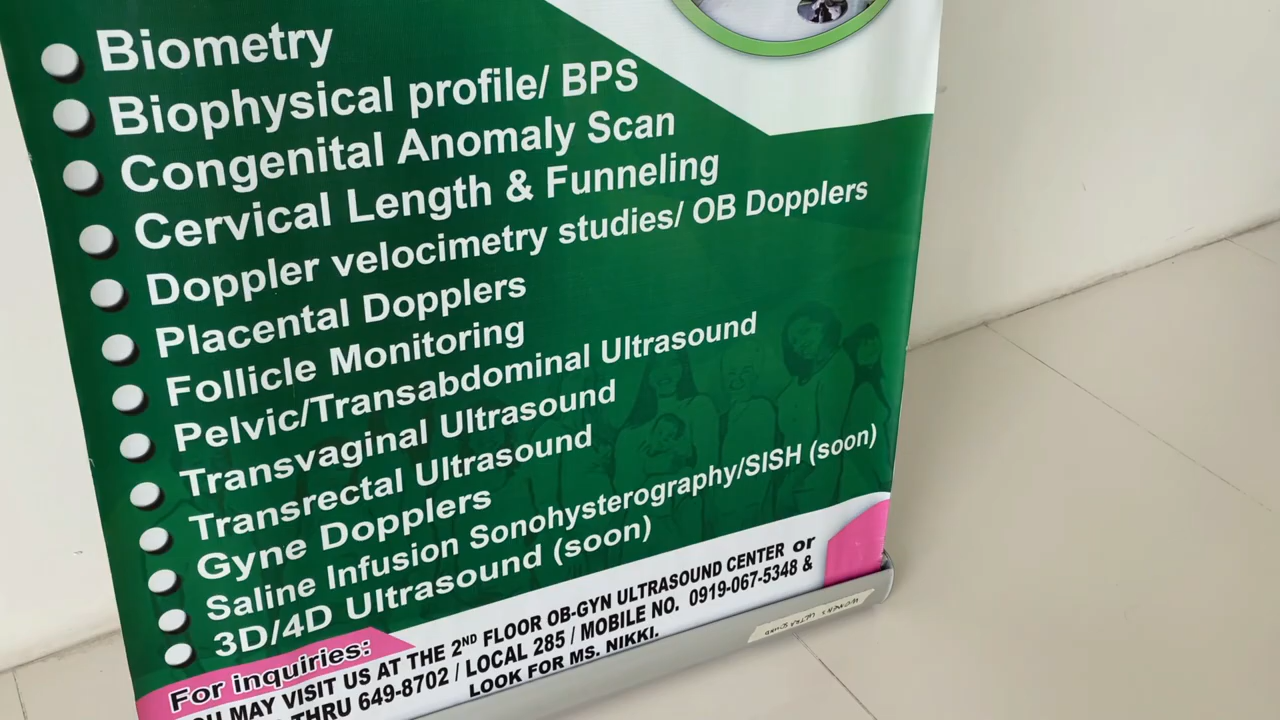 Biometry
Biophysical profile/ BPS
Congenital Anomaly Scan
Cervical Length & Funneling
Doppler velocimetry studies/ OB Dopplers
Placental Dopplers
Follicle Monitoring
Pelvic/Transabdominal Ultrasound
Transvaginal Ultrasound
Transrectal Ultrasound
Gyne Dopplers
Saline Infusion Sonohysterography/SISH (soon)
3D/4D Ultrasound (soon)
For inquiries:
MAY VISIT US AT THE 2ND FLOOR OB-GYN ULTRASOUND CENTER or
THRU 649-8702 / LOCAL 285 / MOBILE NO. 0919-067-5348 &
LOOK FOR MS. NIKKI.
WOMEN'S ULTRA SOUND